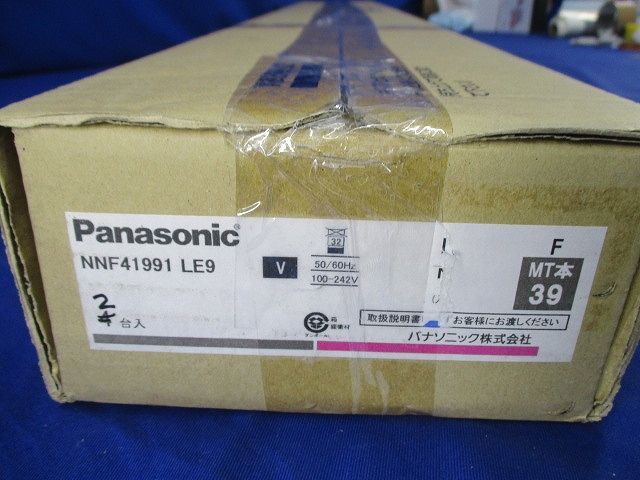 Panasonic
NNF41991 LE9
V
32
50/60Hz
100-242V
F
MT本
39
2
台入
取扱説明書
お客様にお渡しください
パナソニック株式会社